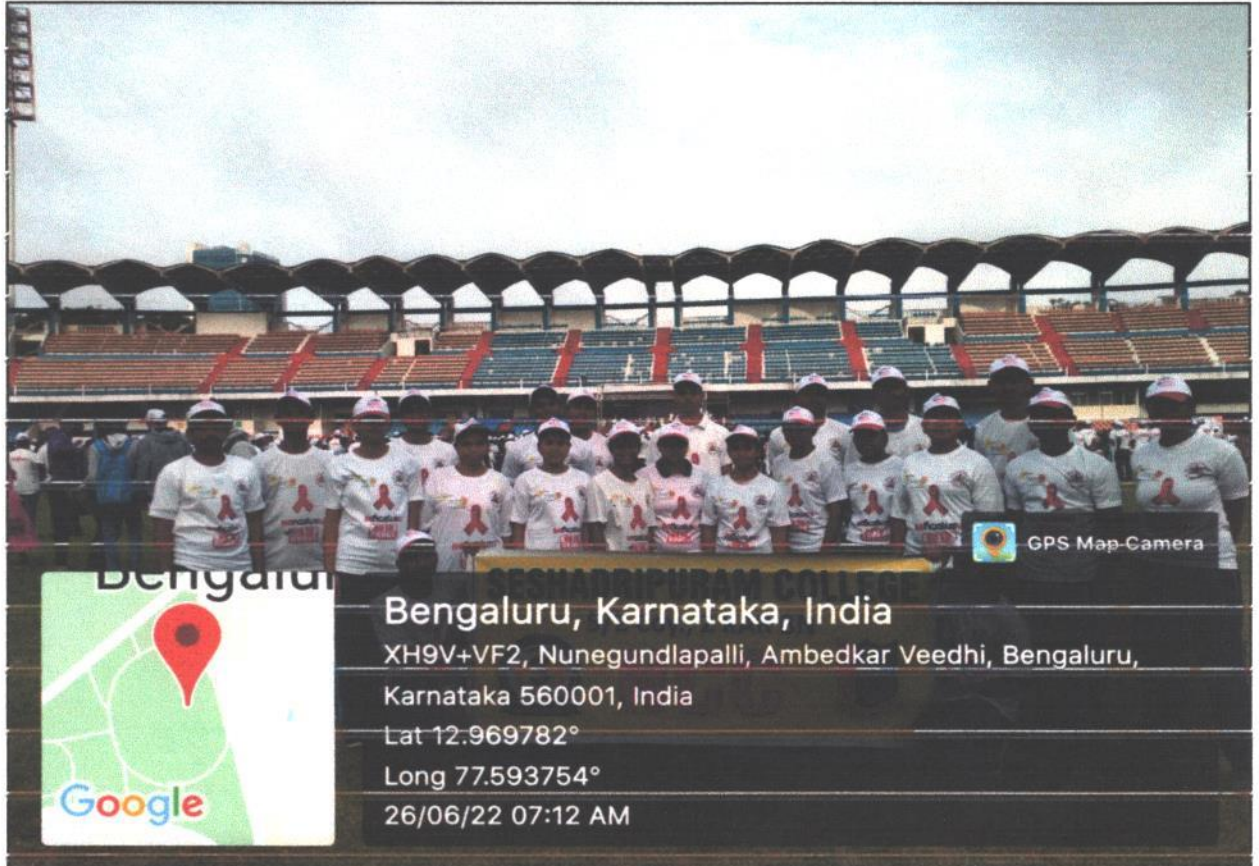 GPS Map Camera
Bengaluru
SESHADRIPURAM COLLEGE
Bengaluru, Karnataka, India
XH9V+VF2, Nunegundlapalli, Ambedkar Veedhi, Bengaluru,
Karnataka 560001, India
Lat 12.969782°
Long 77.593754°
26/06/22 07:12 AM
Google